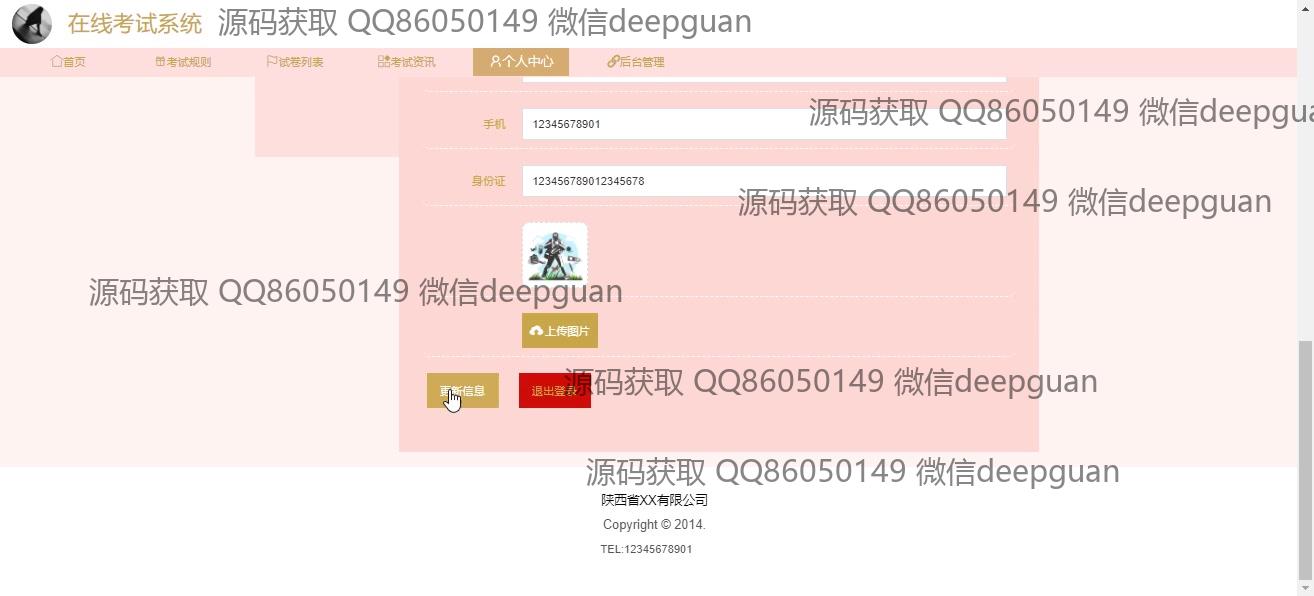 在线考试系统 源码获取 QQ86050149 微信deepguan
首页 考试规则 试卷列表 考试资讯 个人中心 后台管理
源码获取 QQ86050149 微信deepgua
手机 12345678901
身份证 123456789012345678
源码获取 QQ86050149 微信deepguan
源码获取 QQ86050149 微信deepguan
上传图片
更新信息 退出登录 源码获取 QQ86050149 微信deepguan
源码获取 QQ86050149 微信deepguan
陕西省XX有限公司
Copyright © 2014.
TEL:12345678901